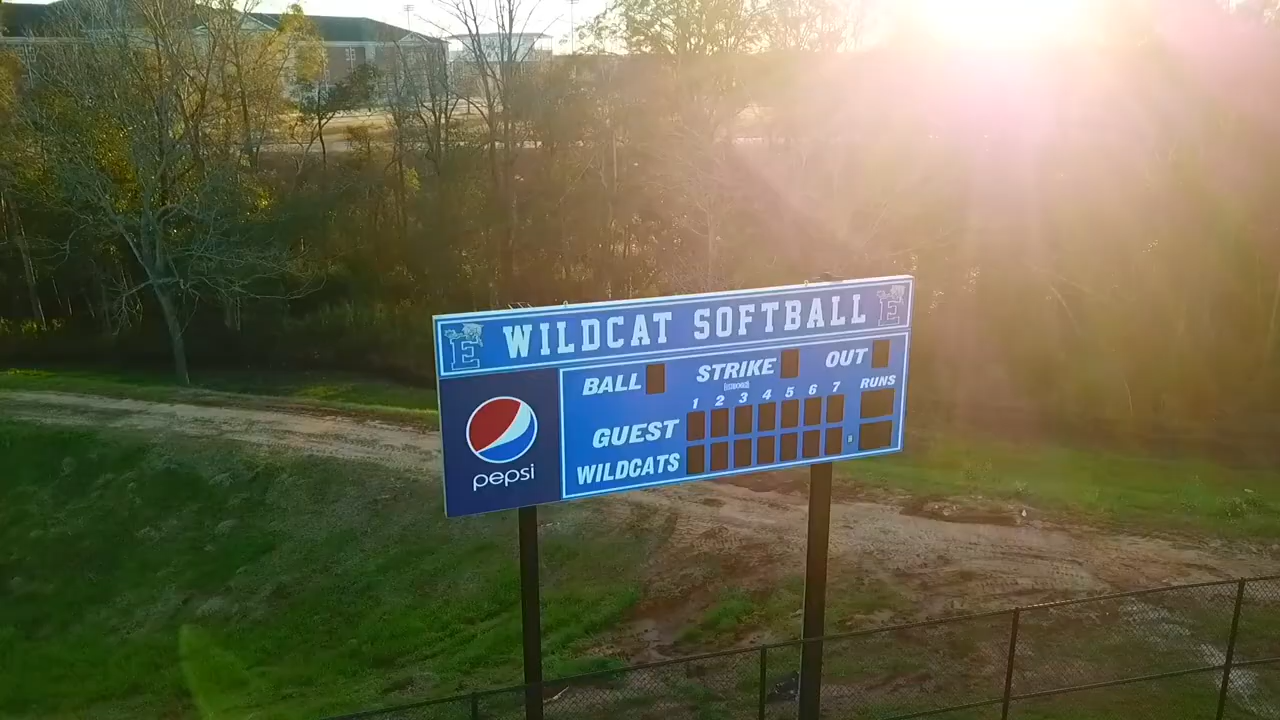 E WILDCAT SOFTBALL E
BALL STRIKE OUT
1 2 3 4 5 6 7 RUNS
GUEST
WILDCATS
pepsi